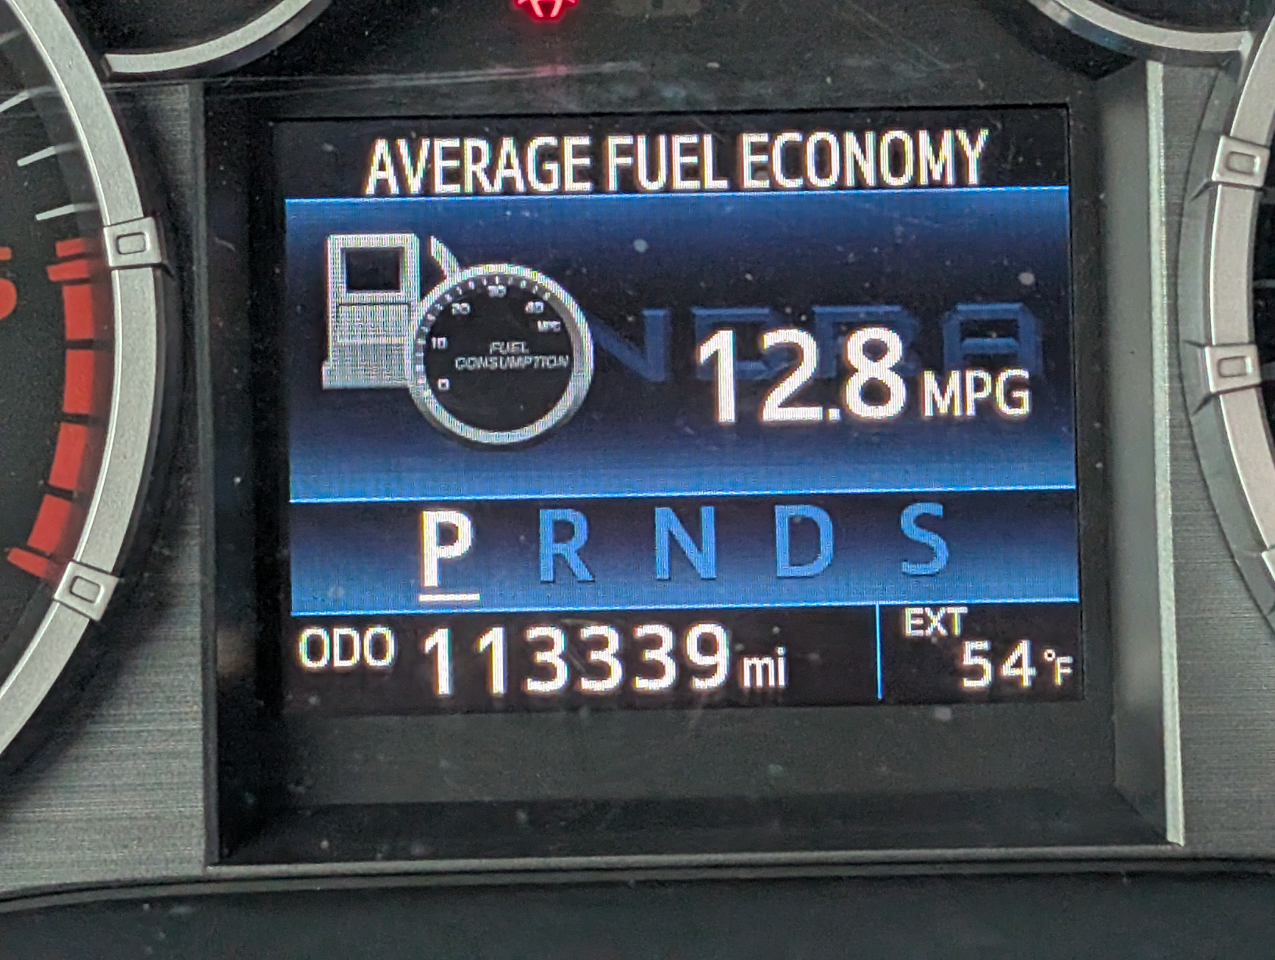 AVERAGE FUEL ECONOMY
30
20
40
MPG
10
FUEL
CONSUMPTION
0
12.8 MPG
P R N D S
ODO 113339 mi
EXT
54°F